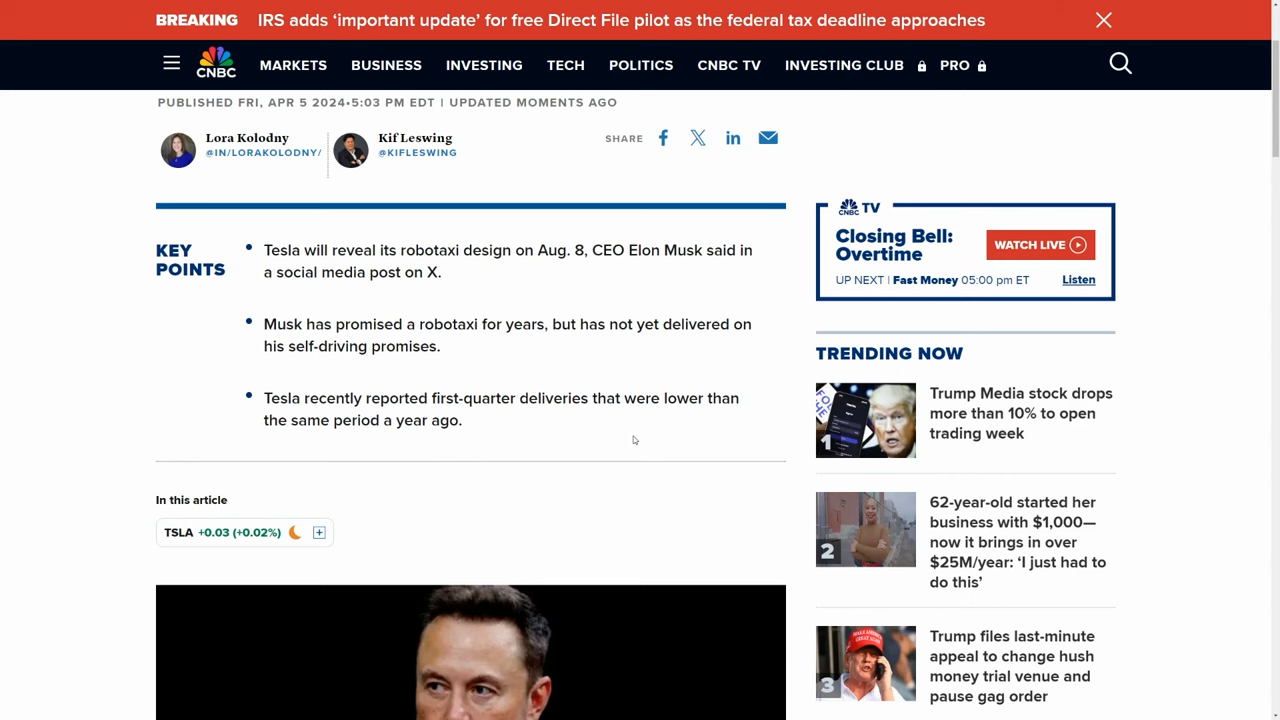 BREAKING IRS adds ‘important update’ for free Direct File pilot as the federal tax deadline approaches
CNBC MARKETS BUSINESS INVESTING TECH POLITICS CNBC TV INVESTING CLUB PRO
PUBLISHED FRI, APR 5 2024•5:03 PM EDT | UPDATED MOMENTS AGO
Lora Kolodny
@IN/LORAKOLODNY/
Kif Leswing
@KIFLESWING
SHARE
KEY
POINTS
Tesla will reveal its robotaxi design on Aug. 8, CEO Elon Musk said in
a social media post on X.
Musk has promised a robotaxi for years, but has not yet delivered on
his self-driving promises.
Tesla recently reported first-quarter deliveries that were lower than
the same period a year ago.
In this article
TSLA +0.03 (+0.02%)
CNBC TV
Closing Bell:
Overtime
WATCH LIVE
UP NEXT | Fast Money 05:00 pm ET
Listen
TRENDING NOW
1
Trump Media stock drops
more than 10% to open
trading week
2
62-year-old started her
business with $1,000—
now it brings in over
$25M/year: ‘I just had to
do this’
3
Trump files last-minute
appeal to change hush
money trial venue and
pause gag order